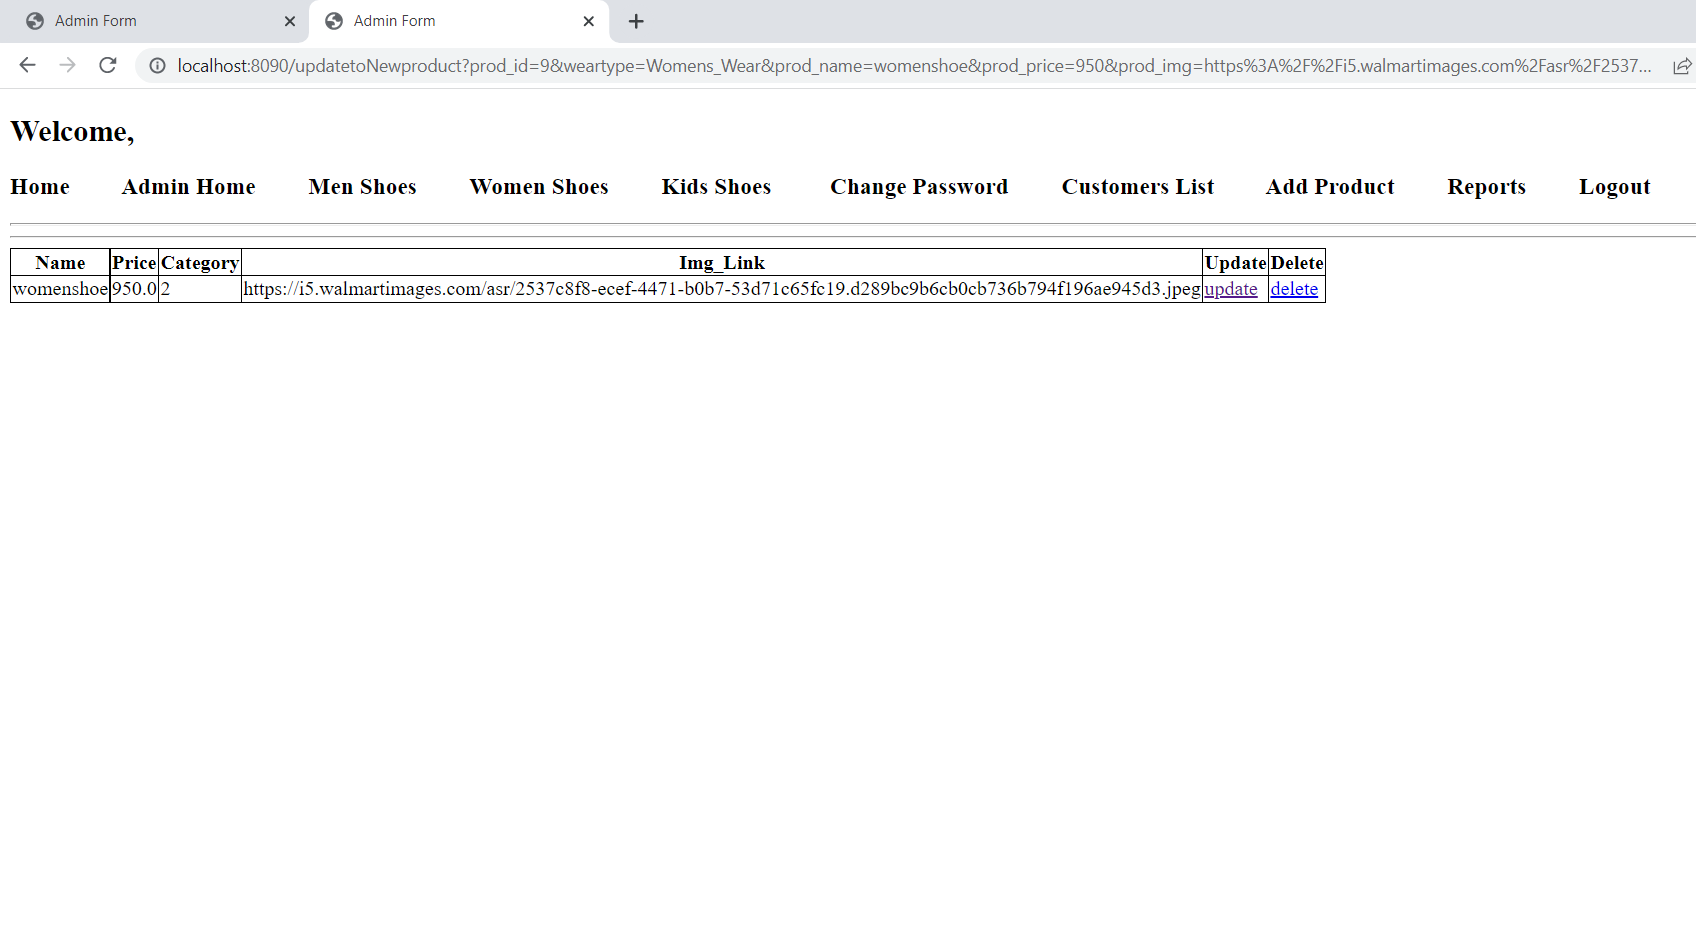 Admin Form Admin Form
localhost:8090/updatetoNewproduct?prod_id=9&weartype=Womens_Wear&prod_name=womenshoe&prod_price=950&prod_img=https%3A%2F%2Fi5.walmartimages.com%2Fasr%2F2537...
Welcome,
Home Admin Home Men Shoes Women Shoes Kids Shoes Change Password Customers List Add Product Reports Logout
Name Price Category Img_Link Update Delete
womenshoe 950.0 2 https://i5.walmartimages.com/asr/2537c8f8-ecef-4471-b0b7-53d71c65fc19.d289bc9b6cb0cb736b794f196ae945d3.jpeg update delete